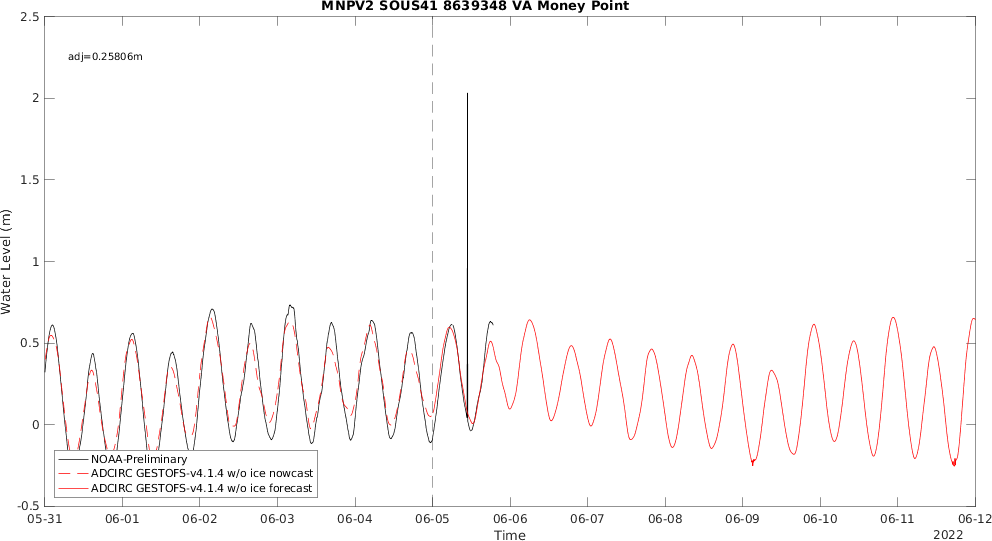 MNPV2 SOUS41 8639348 VA Money Point
adj=0.25806m
Water Level (m)
2.5
2
1.5
1
0.5
0
-0.5
NOAA-Preliminary
ADCIRC GESTOFS-v4.1.4 w/o ice nowcast
ADCIRC GESTOFS-v4.1.4 w/o ice forecast
05-31 06-01 06-02 06-03 06-04 06-05 06-06 06-07 06-08 06-09 06-10 06-11 06-12
Time
2022